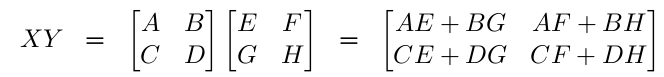 XY = [A B; C D] [E F; G H] = [AE + BG AF + BH; CE + DG CF + DH]